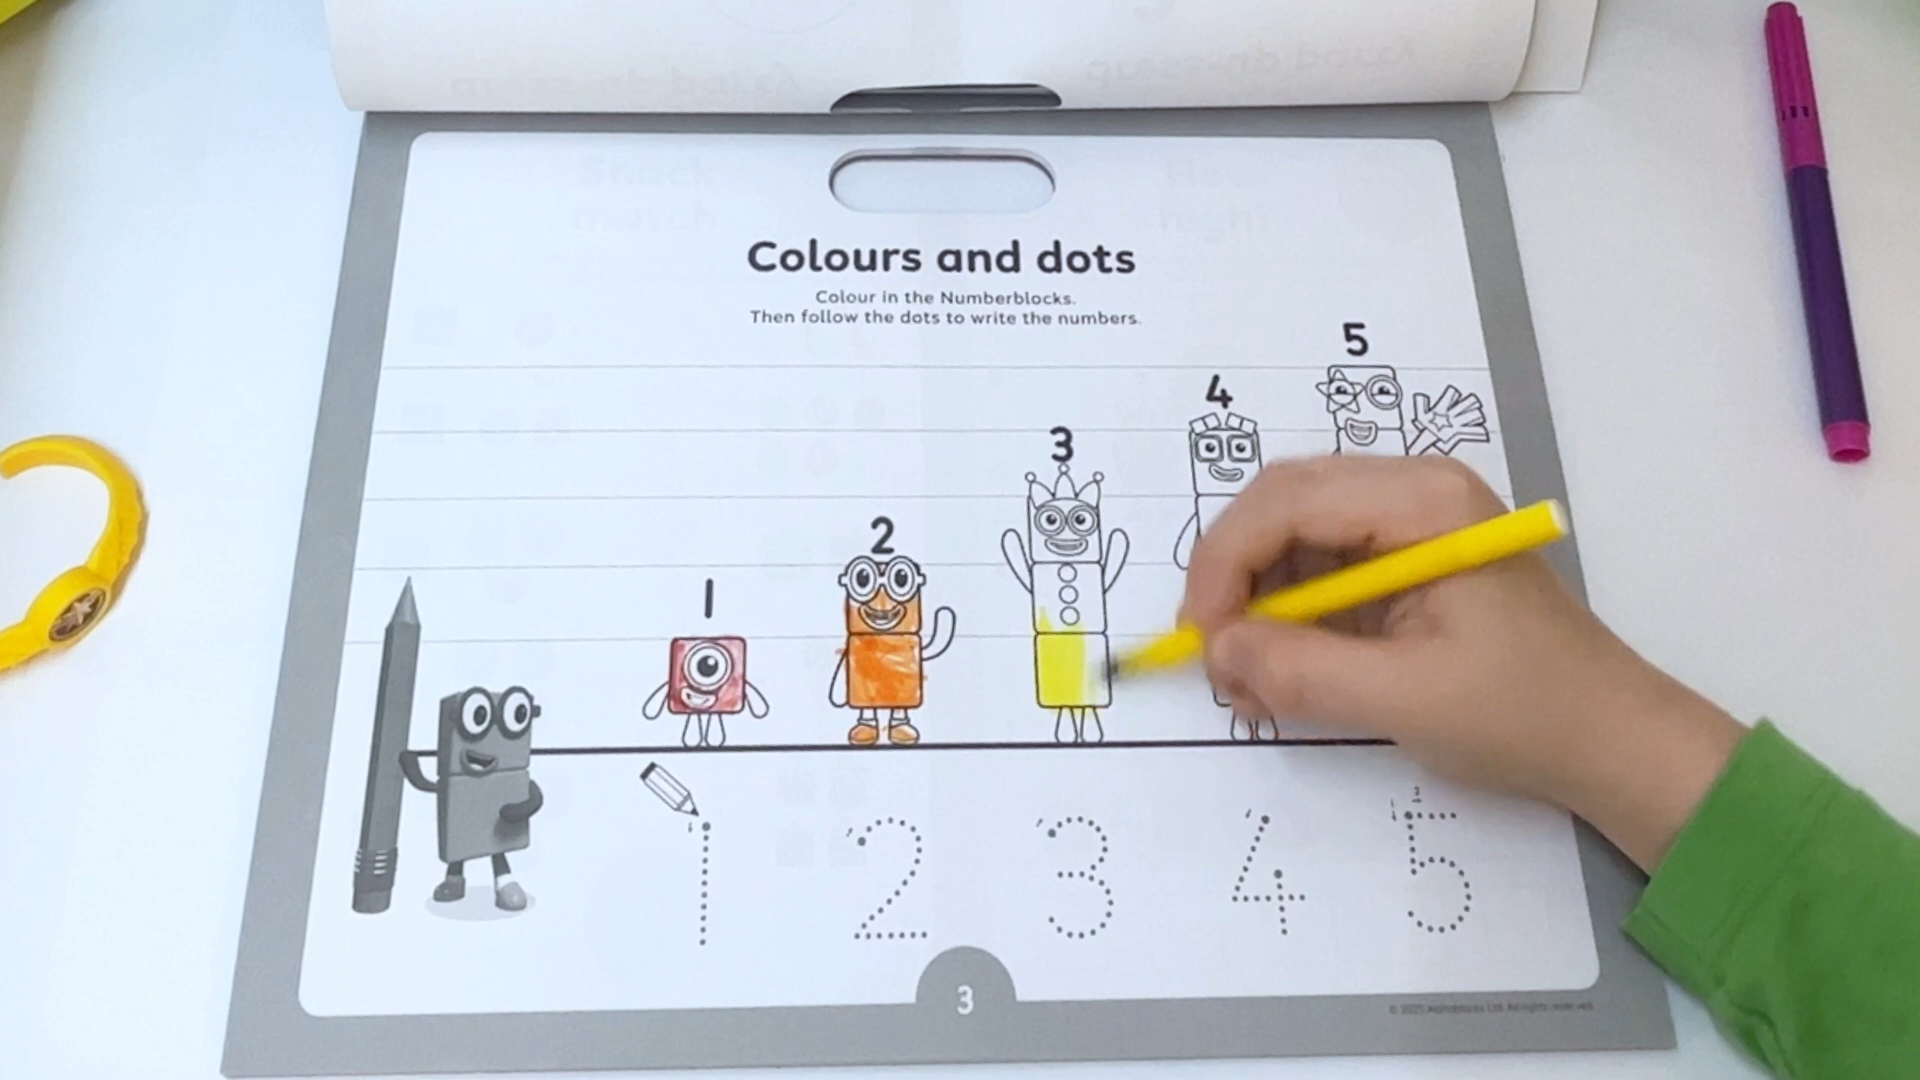 Colours and dots
Colour in the Numberblocks.
Then follow the dots to write the numbers.
5
4
3
2
1
1 2 3 4 5
3